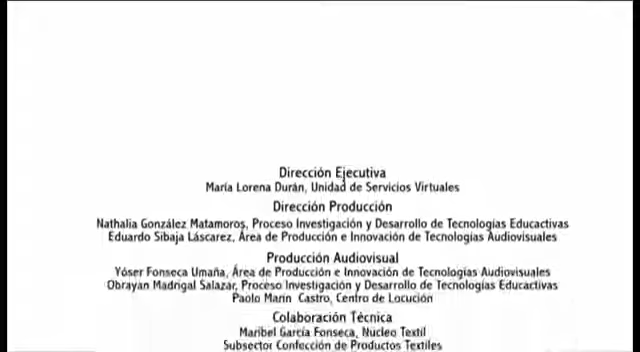 Dirección Ejecutiva
María Lorena Durán, Unidad de Servicios Virtuales
Dirección Producción
Nathalia González Matamoros, Proceso Investigación y Desarrollo de Tecnologías Educactivas
Eduardo Sibaja Láscarez, Área de Producción e Innovación de Tecnologías Audiovisuales
Producción Audiovisual
Yóser Fonseca Umaña, Área de Producción e Innovación de Tecnologías Audiovisuales
Obrayan Madrigal Salazar, Proceso Investigación y Desarrollo de Tecnologías Educactivas
Paolo Marín Castro, Centro de Locución
Colaboración Técnica
Maribel García Fonseca, Núcleo Textil
Subsector Confección de Productos Textiles